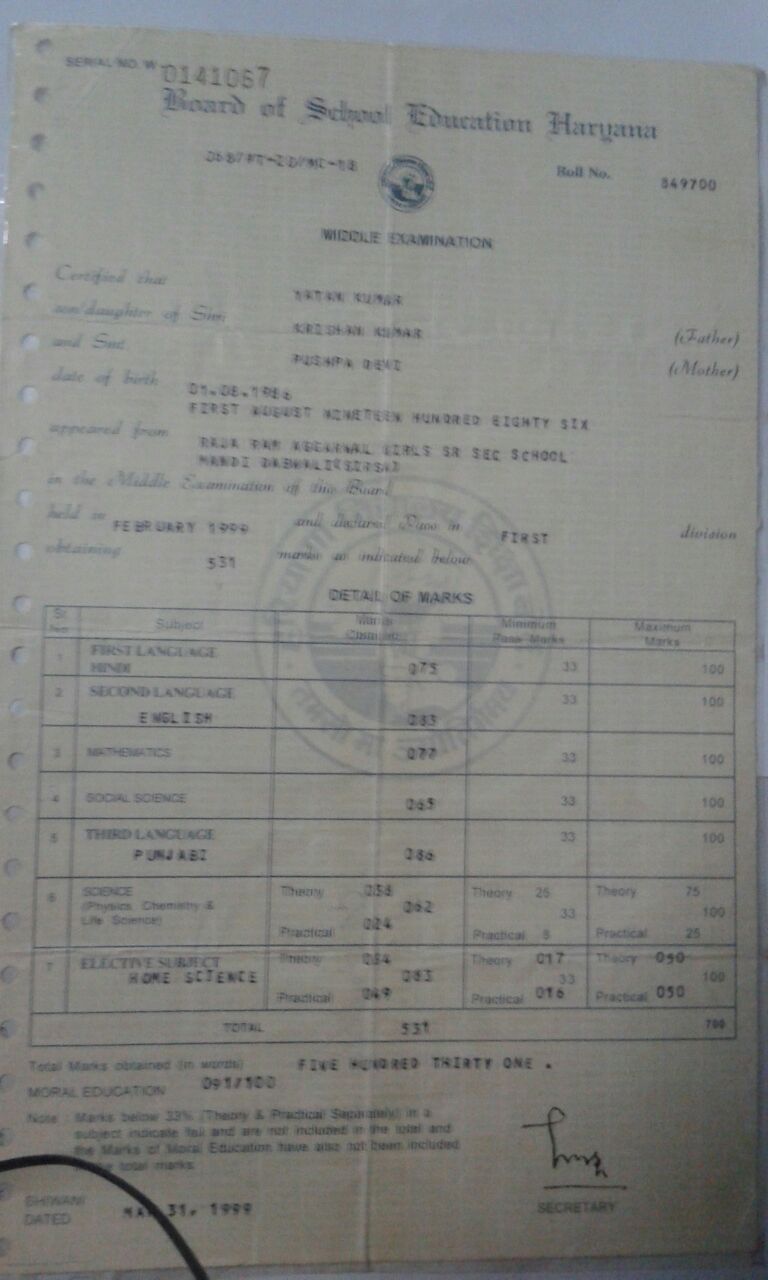 SERIAL NO. W 0141067
Board of School Education Haryana
Roll No. 849700
MIDDLE EXAMINATION
Certified that KUMAR
son/daughter of Shri KRISHAN KUMAR (Father)
and Smt PUSHPA DEVI (Mother)
date of birth 01.08.1986
FIRST AUGUST NINETEEN HUNDRED EIGHTY SIX
appeared from RAJA RAM AGGARWAL GIRLS SR SEC SCHOOL
MANDI DABWALI(SIRSA)
in the Middle Examination of this Board
held in FEBRUARY 1999 and declared Pass in FIRST division
obtaining 531 marks as indicated below
DETAIL OF MARKS
Sr. No. Subject Marks Obtained Minimum Pass Marks Maximum Marks
1 FIRST LANGUAGE HINDI 075 33 100
2 SECOND LANGUAGE ENGLISH 083 33 100
3 MATHEMATICS 077 33 100
4 SOCIAL SCIENCE 065 33 100
5 THIRD LANGUAGE PUNJABI 086 33 100
6 SCIENCE Theory 038 Theory 25 Theory 75
(Physics, Chemistry & 062 33 100
Life Science) Practical 024 Practical 8 Practical 25
7 ELECTIVE SUBJECT Theory 034 Theory 017 Theory 050
HOME SCIENCE 083 33 100
Practical 049 Practical 016 Practical 050
TOTAL 531 700
Total Marks obtained (in words) FIVE HUNDRED THIRTY ONE .
MORAL EDUCATION 091/100
Note : Marks below 33% (Theory & Practical Seprately) in a
subject indicate fail and are not included in the total and
the Marks of Moral Education have also not been included
the total marks
BHIWANI
DATED MAR 31, 1999
SECRETARY